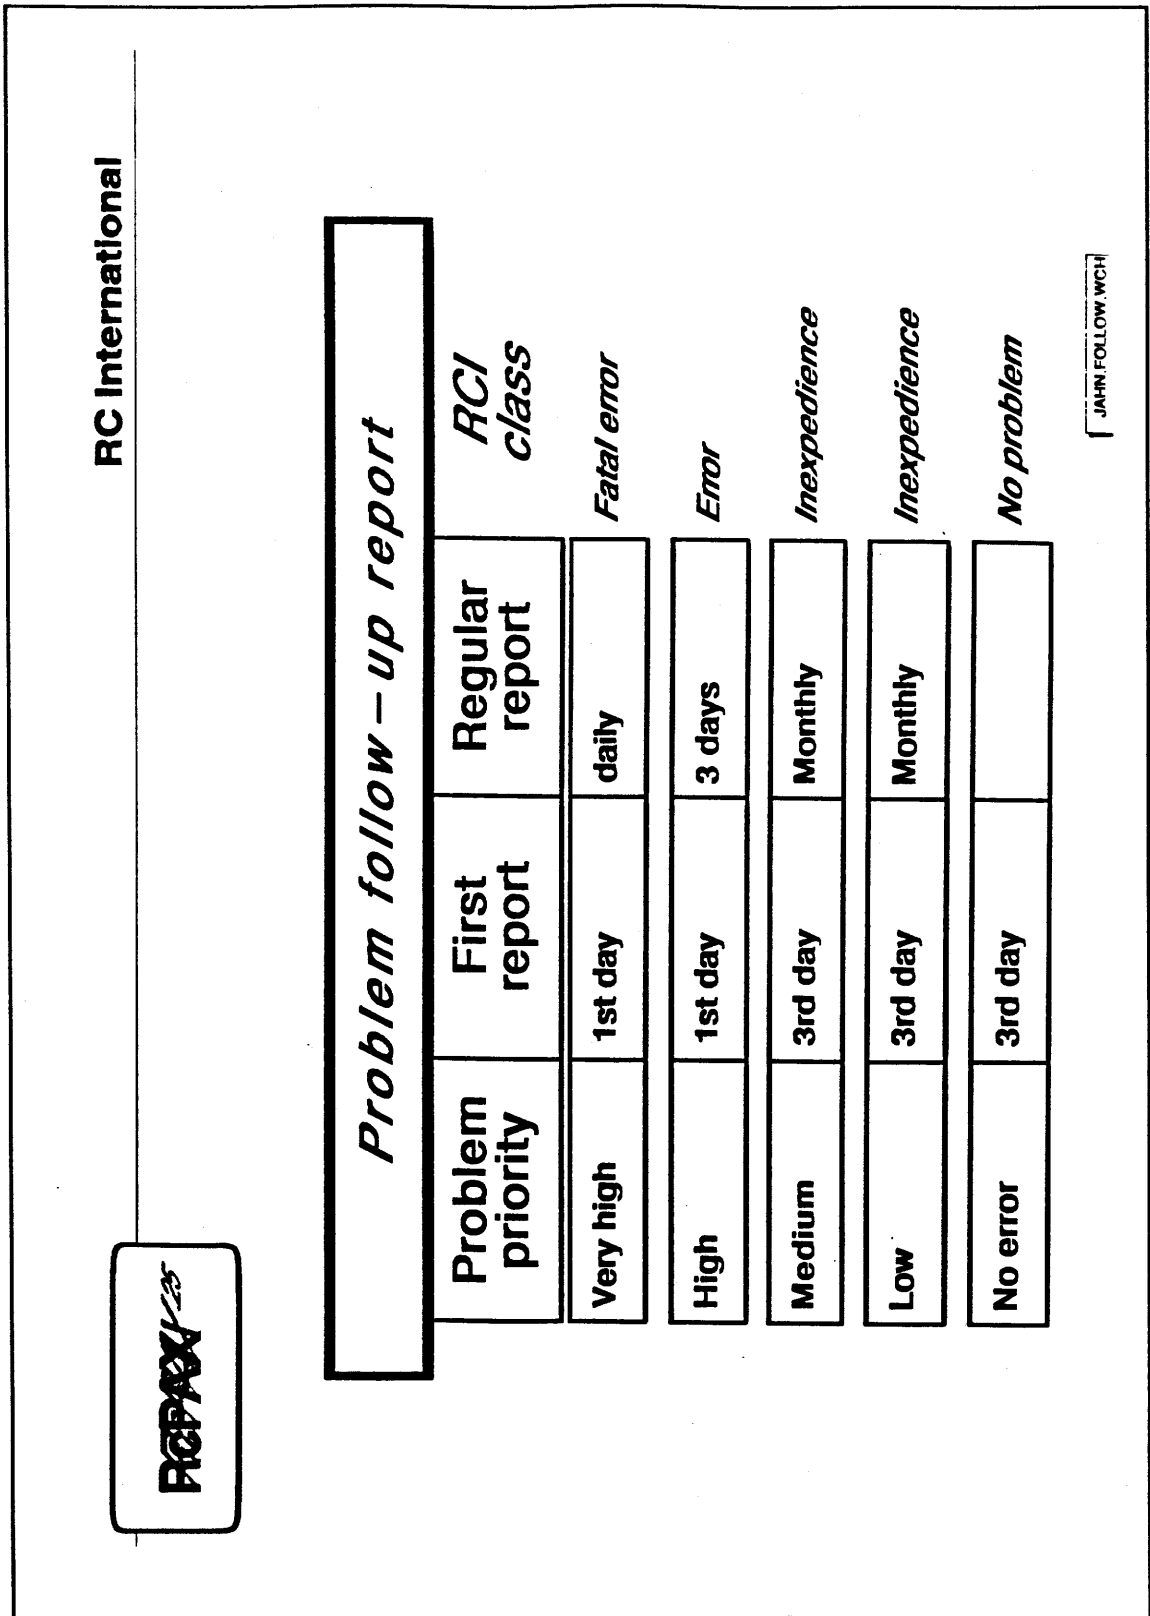 RC International
Problem follow-up report
Problem priority First report Regular report RCI class
Very high 1st day daily Fatal error
High 1st day 3 days Error
Medium 3rd day Monthly Inexpedience
Low 3rd day Monthly Inexpedience
No error 3rd day No problem
JAHN.FOLLOW.WCH